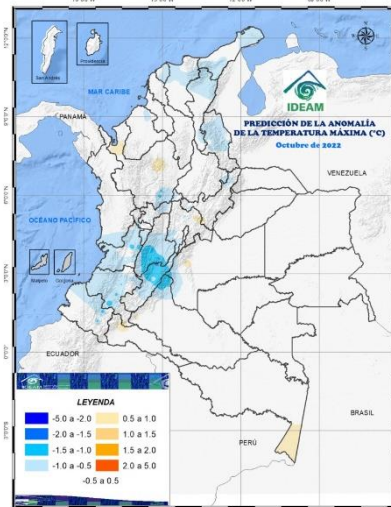 San Andrés
Providencia
MAR CARIBE
IDEAM
PREDICCIÓN DE LA ANOMALÍA
DE LA TEMPERATURA MÁXIMA (°C)
Octubre de 2022
PANAMÁ
VENEZUELA
OCÉANO PACÍFICO
Malpelo
Gorgona
ECUADOR
BRASIL
PERÚ
LEYENDA
-5.0 a -2.0
0.5 a 1.0
-2.0 a -1.5
1.0 a 1.5
-1.5 a -1.0
1.5 a 2.0
-1.0 a -0.5
2.0 a 5.0
-0.5 a 0.5